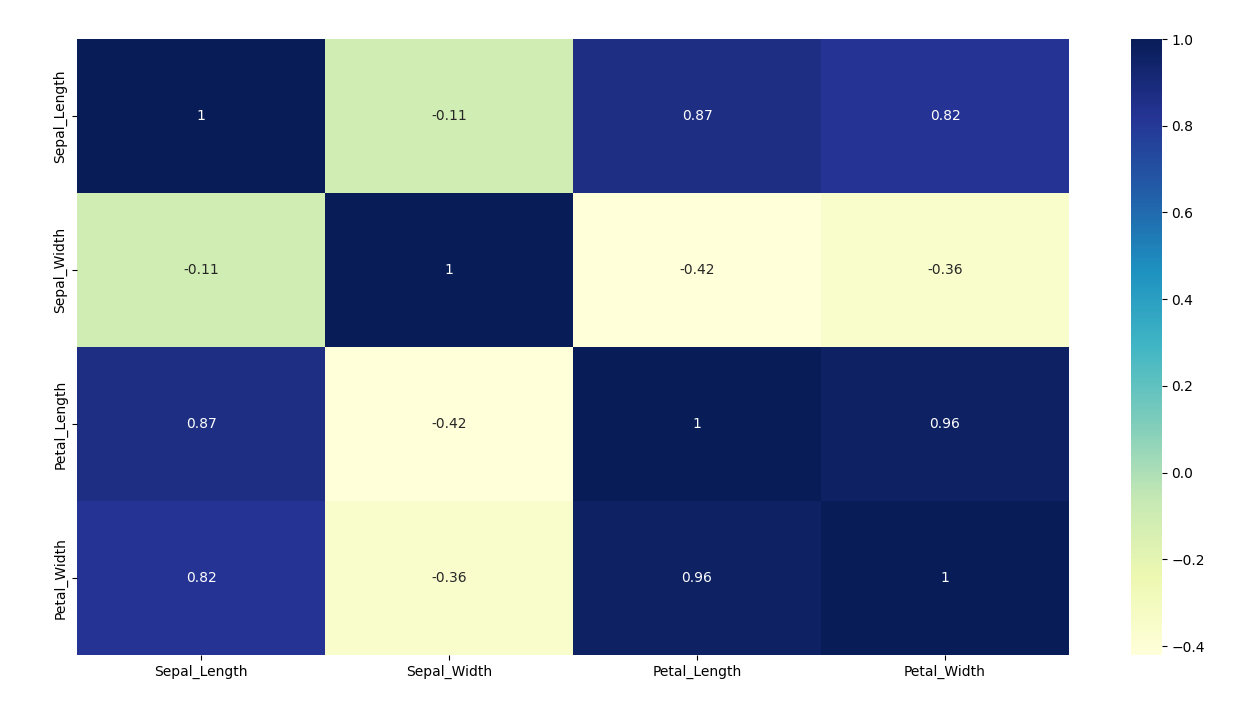 Sepal_Length 1 -0.11 0.87 0.82
Sepal_Width -0.11 1 -0.42 -0.36
Petal_Length 0.87 -0.42 1 0.96
Petal_Width 0.82 -0.36 0.96 1
Sepal_Length Sepal_Width Petal_Length Petal_Width
1.0
0.8
0.6
0.4
0.2
0.0
−0.2
−0.4